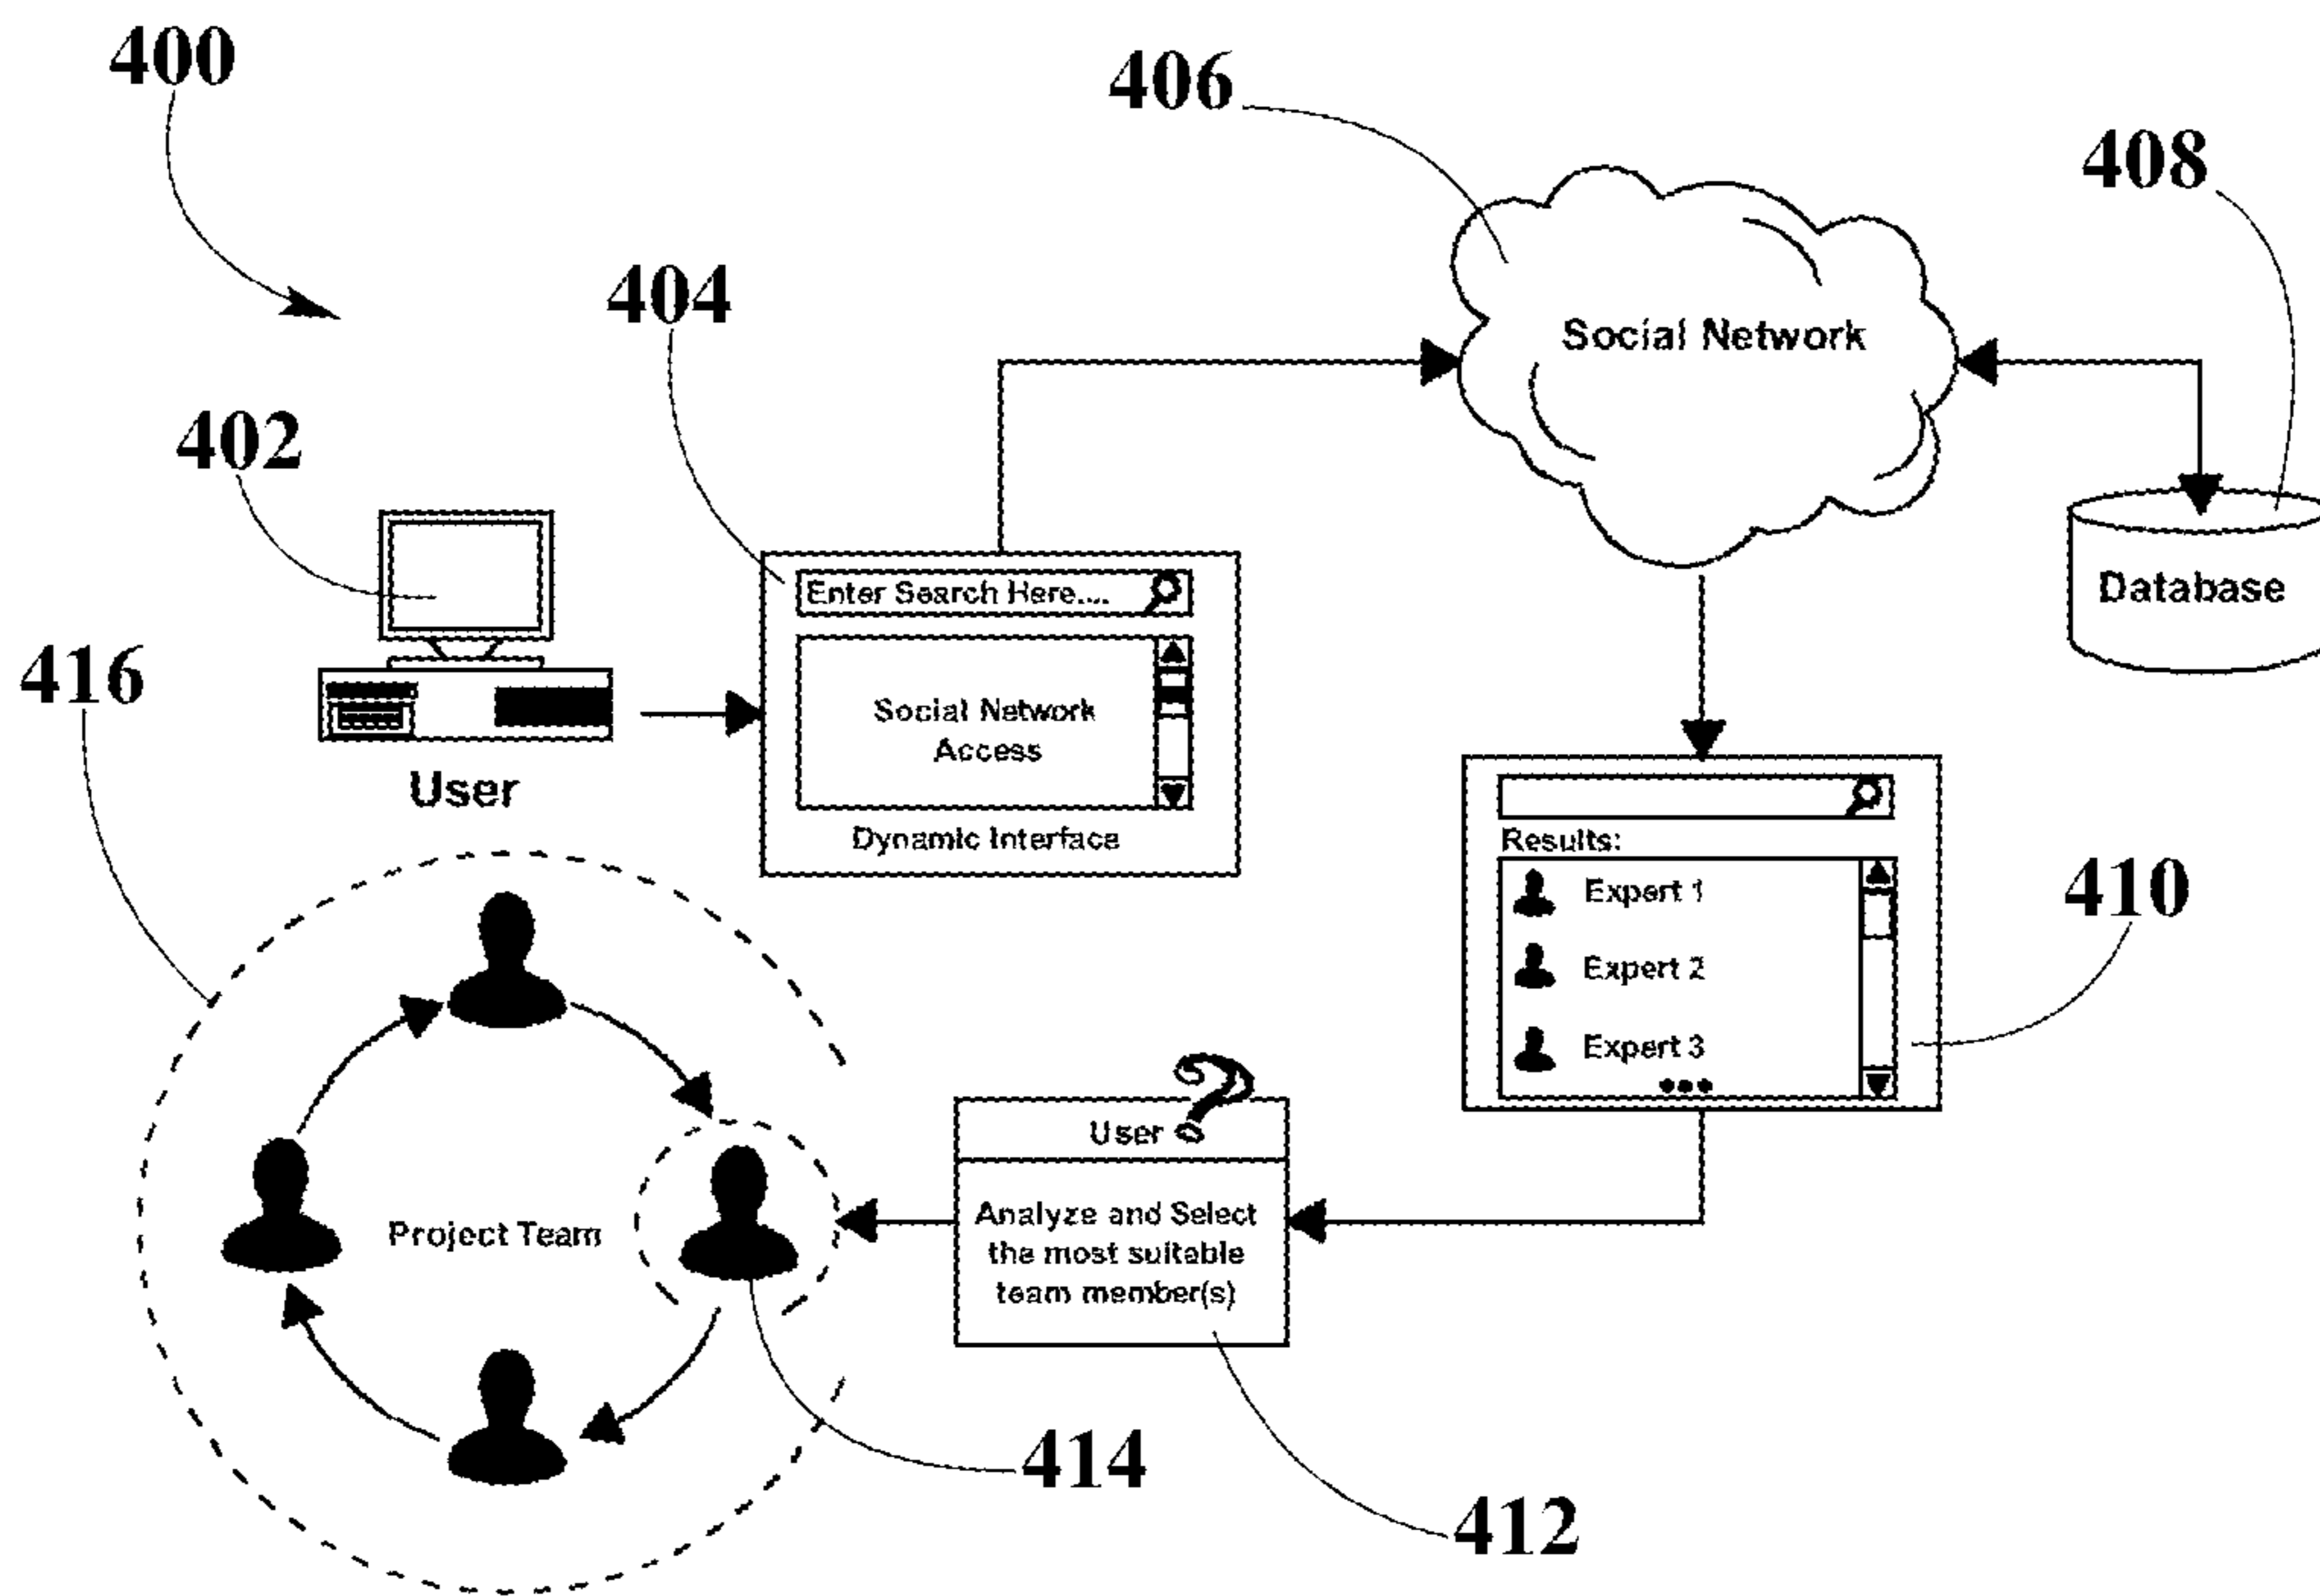 400
406
408
404
Social Network
402
Enter Search Here....
Database
416
Social Network
Access
User
Dynamic Interface
Results:
Expert 1
410
Expert 2
Expert 3
•••
?
User
Project Team
Analyze and Select
the most suitable
team member(s)
414
412